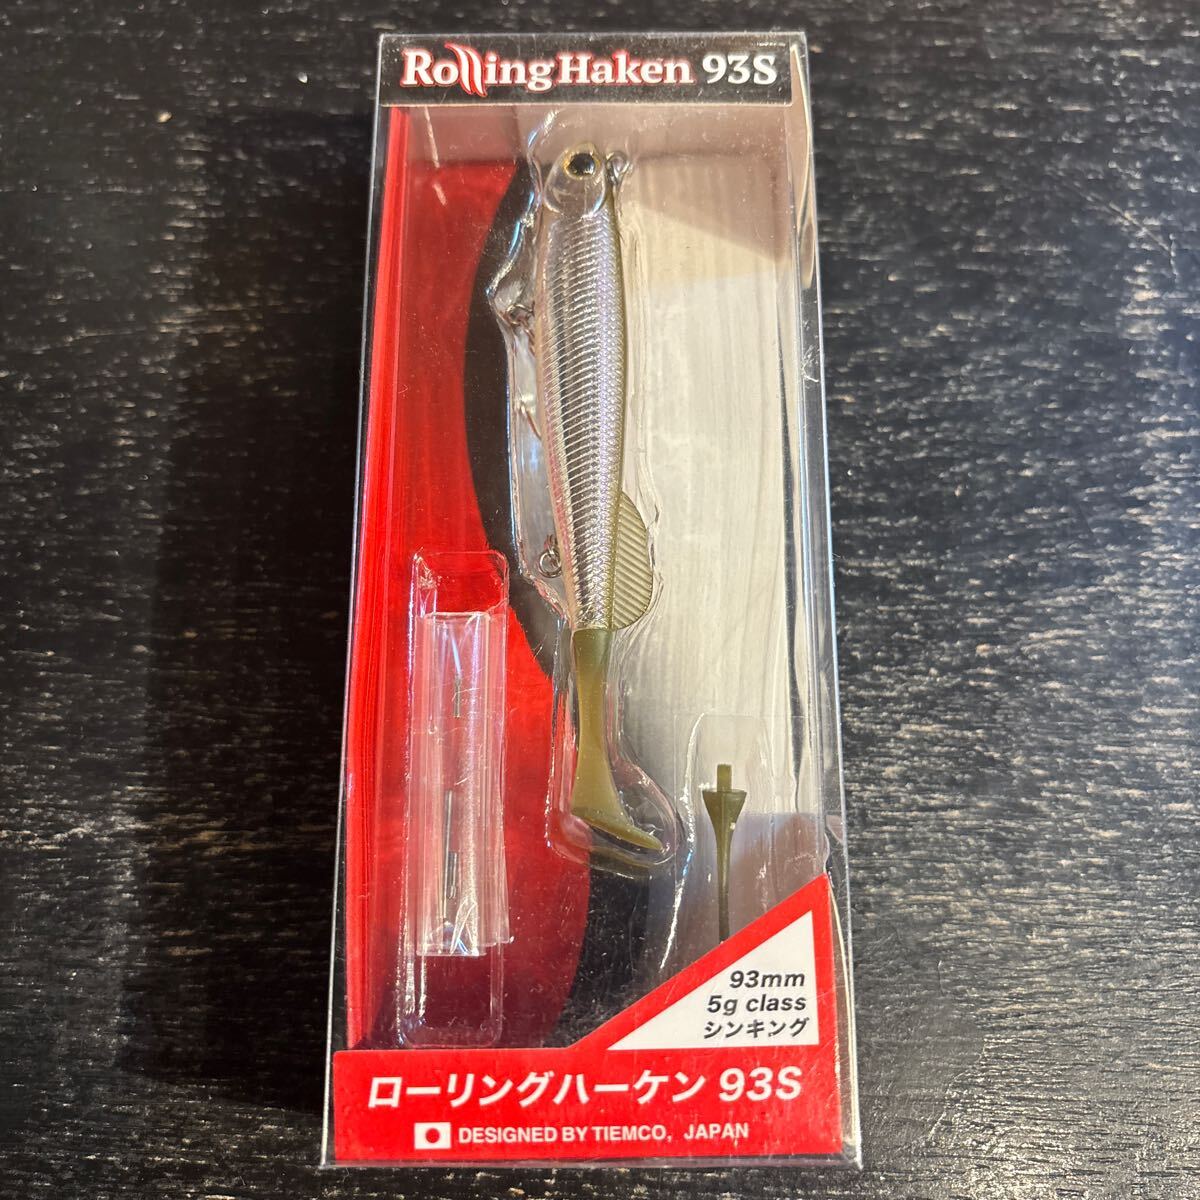 Rolling Haken 93S
93mm
5g class
シンキング
ローリングハーケン 93S
DESIGNED BY TIEMCO, JAPAN